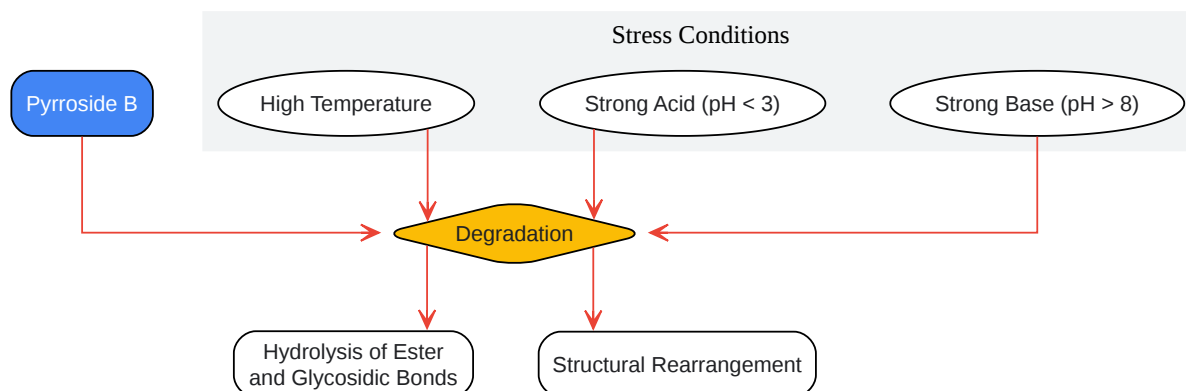 Stress Conditions
Pyrroside B
High Temperature
Strong Acid (pH < 3)
Strong Base (pH > 8)
Degradation
Hydrolysis of Ester
and Glycosidic Bonds
Structural Rearrangement